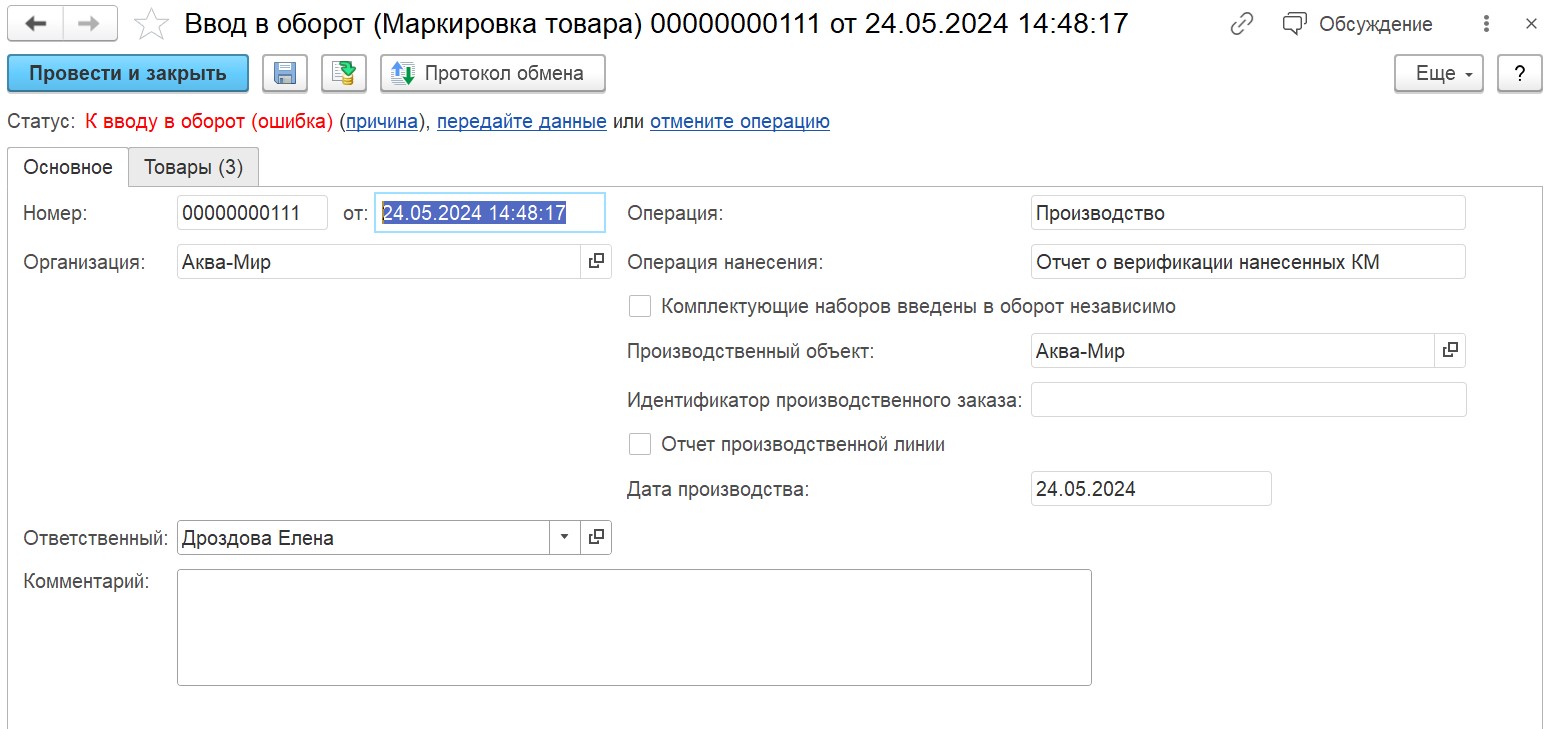 Ввод в оборот (Маркировка товара) 00000000111 от 24.05.2024 14:48:17 Обсуждение
Провести и закрыть Протокол обмена Еще ?
Статус: К вводу в оборот (ошибка) (причина), передайте данные или отмените операцию
Основное Товары (3)
Номер: 00000000111 от: 24.05.2024 14:48:17 Операция: Производство
Организация: Аква-Мир Операция нанесения: Отчет о верификации нанесенных КМ
Комплектующие наборов введены в оборот независимо
Производственный объект: Аква-Мир
Идентификатор производственного заказа:
Отчет производственной линии
Дата производства: 24.05.2024
Ответственный: Дроздова Елена
Комментарий: